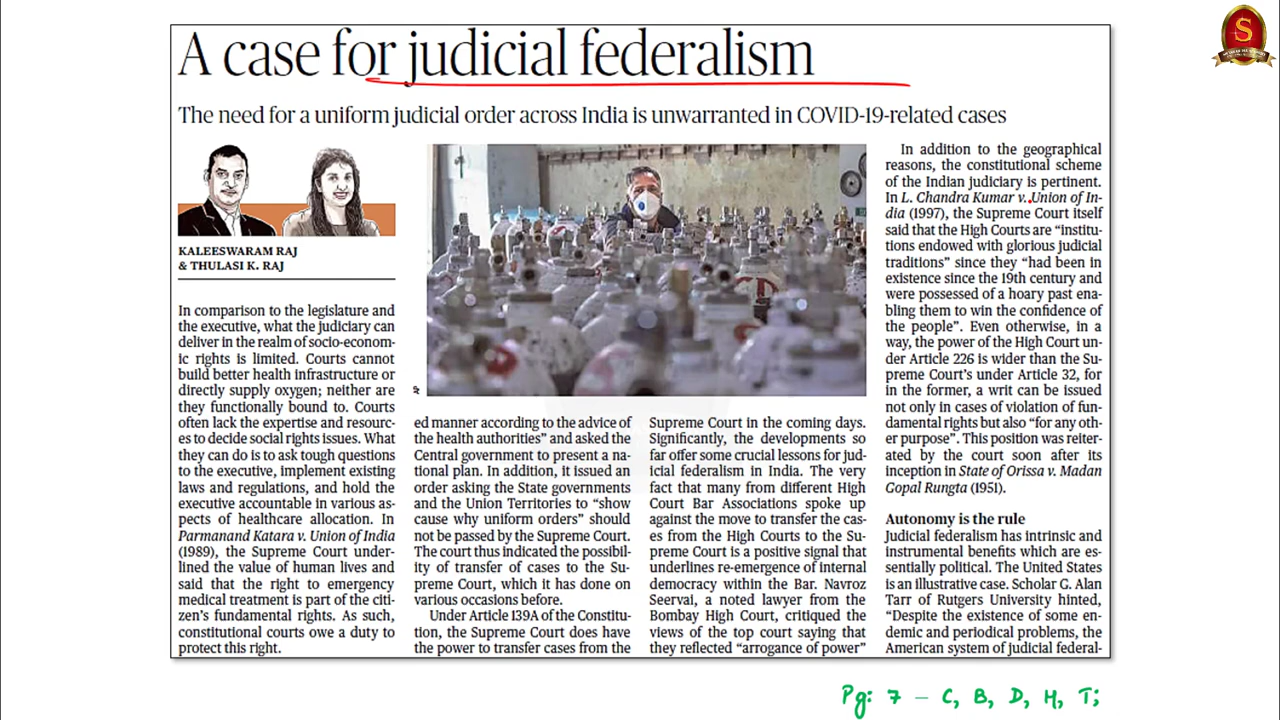 A case for judicial federalism
The need for a uniform judicial order across India is unwarranted in COVID-19-related cases
KALEESWARAM RAJ
& THULASI K. RAJ
In comparison to the legislature and
the executive, what the judiciary can
deliver in the realm of socio-econom-
ic rights is limited. Courts cannot
build better health infrastructure or
directly supply oxygen; neither are
they functionally bound to. Courts
often lack the expertise and resourc-
es to decide social rights issues. What
they can do is to ask tough questions
to the executive, implement existing
laws and regulations, and hold the
executive accountable in various as-
pects of healthcare allocation. In
Parmanand Katara v. Union of India
(1989), the Supreme Court under-
lined the value of human lives and
said that the right to emergency
medical treatment is part of the citi-
zen's fundamental rights. As such,
constitutional courts owe a duty to
protect this right.
AP
ed manner according to the advice of
the health authorities” and asked the
Central government to present a na-
tional plan. In addition, it issued an
order asking the State governments
and the Union Territories to “show
cause why uniform orders” should
not be passed by the Supreme Court.
The court thus indicated the possibil-
ity of transfer of cases to the Su-
preme Court, which it has done on
various occasions before.
Under Article 139A of the Constitu-
tion, the Supreme Court does have
the power to transfer cases from the
Supreme Court in the coming days.
Significantly, the developments so
far offer some crucial lessons for jud-
icial federalism in India. The very
fact that many from different High
Court Bar Associations spoke up
against the move to transfer the cas-
es from the High Courts to the Su-
preme Court is a positive signal that
underlines re-emergence of internal
democracy within the Bar. Navroz
Seervai, a noted lawyer from the
Bombay High Court, critiqued the
views of the top court saying that
they reflected “arrogance of power”
In addition to the geographical
reasons, the constitutional scheme
of the Indian judiciary is pertinent.
In L. Chandra Kumar v. Union of In-
dia (1997), the Supreme Court itself
said that the High Courts are “institu-
tions endowed with glorious judicial
traditions” since they “had been in
existence since the 19th century and
were possessed of a hoary past ena-
bling them to win the confidence of
the people”. Even otherwise, in a
way, the power of the High Court un-
der Article 226 is wider than the Su-
preme Court's under Article 32, for
in the former, a writ can be issued
not only in cases of violation of fun-
damental rights but also “for any oth-
er purpose”. This position was reiter-
ated by the court soon after its
inception in State of Orissa v. Madan
Gopal Rungta (1951).
Autonomy is the rule
Judicial federalism has intrinsic and
instrumental benefits which are es-
sentially political. The United States
is an illustrative case. Scholar G. Alan
Tarr of Rutgers University hinted,
“Despite the existence of some en-
demic and periodical problems, the
American system of judicial federal-
Pg: 7 – C, B, D, H, T;
S